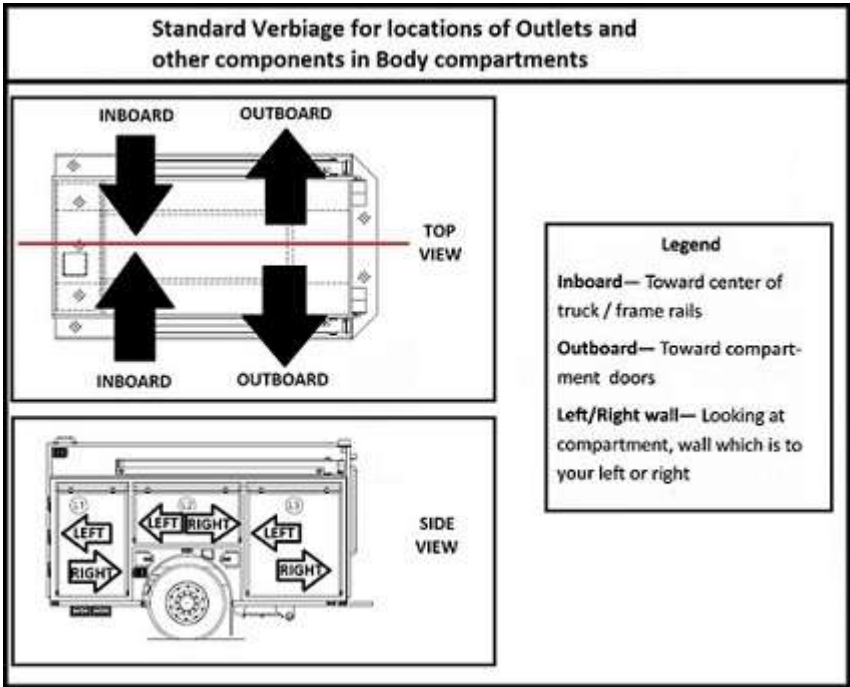 Standard Verbiage for locations of Outlets and
other components in Body compartments
INBOARD OUTBOARD
TOP
VIEW
INBOARD OUTBOARD
Legend
Inboard— Toward center of
truck / frame rails
Outboard— Toward compart-
ment doors
Left/Right wall— Looking at
compartment, wall which is to
your left or right
L1 L2 L3
LEFT LEFT RIGHT LEFT
RIGHT RIGHT
SIDE
VIEW